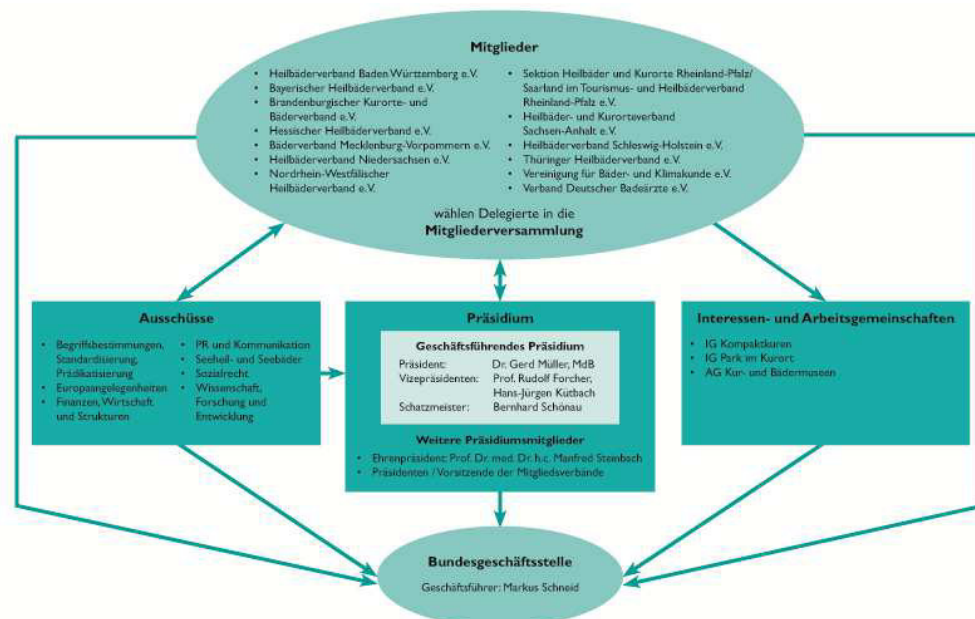 Mitglieder
• Heilbäderverband Baden Württemberg e.V.
• Bayerischer Heilbäderverband e.V.
• Brandenburgischer Kurorte- und
Bäderverband e.V.
• Hessischer Heilbäderverband e.V.
• Bäderverband Mecklenburg-Vorpommern e.V.
• Heilbäderverband Niedersachsen e.V.
• Nordrhein-Westfälischer
Heilbäderverband e.V.
• Sektion Heilbäder und Kurorte Rheinland-Pfalz/
Saarland im Tourismus- und Heilbäderverband
Rheinland-Pfalz e.V.
• Heilbäder- und Kurorteverband
Sachsen-Anhalt e.V.
• Heilbäderverband Schleswig-Holstein e.V.
• Thüringer Heilbäderverband e.V.
• Vereinigung für Bäder- und Klimakunde e.V.
• Verband Deutscher Badeärzte e.V.
wählen Delegierte in die
Mitgliederversammlung
Ausschüsse
• Begriffsbestimmungen,
Standardisierung,
Prädikatisierung
• Europaangelegenheiten
• Finanzen, Wirtschaft
und Strukturen
• PR und Kommunikation
• Seeheil- und Seebäder
• Sozialrecht
• Wissenschaft,
Forschung und
Entwicklung
Präsidium
Geschäftsführendes Präsidium
Präsident: Dr. Gerd Müller, MdB
Vizepräsidenten: Prof. Rudolf Forcher,
Hans-Jürgen Kütbach
Schatzmeister: Bernhard Schönau
Weitere Präsidiumsmitglieder
• Ehrenpräsident: Prof. Dr. med. Dr. h.c. Manfred Steinbach
• Präsidenten / Vorsitzende der Mitgliedsverbände
Interessen- und Arbeitsgemeinschaften
• IG Kompaktkuren
• IG Park im Kurort
• AG Kur- und Bädermuseen
Bundesgeschäftsstelle
Geschäftsführer: Markus Schneid